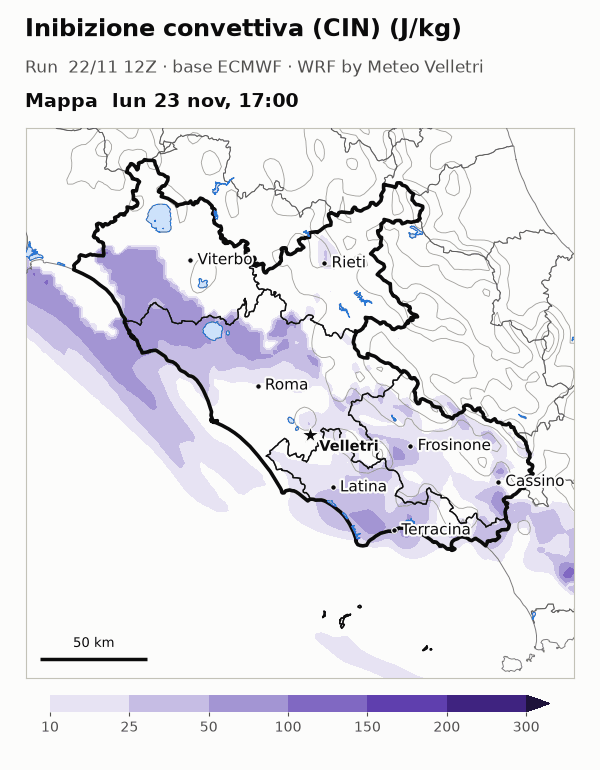 Inibizione convettiva (CIN) (J/kg)
Run  22/11 12Z · base ECMWF · WRF by Meteo Velletri
Mappa  lun 23 nov, 17:00
Viterbo
Rieti
Roma
Velletri
Frosinone
Cassino
Latina
Terracina
50 km
10 25 50 100 150 200 300